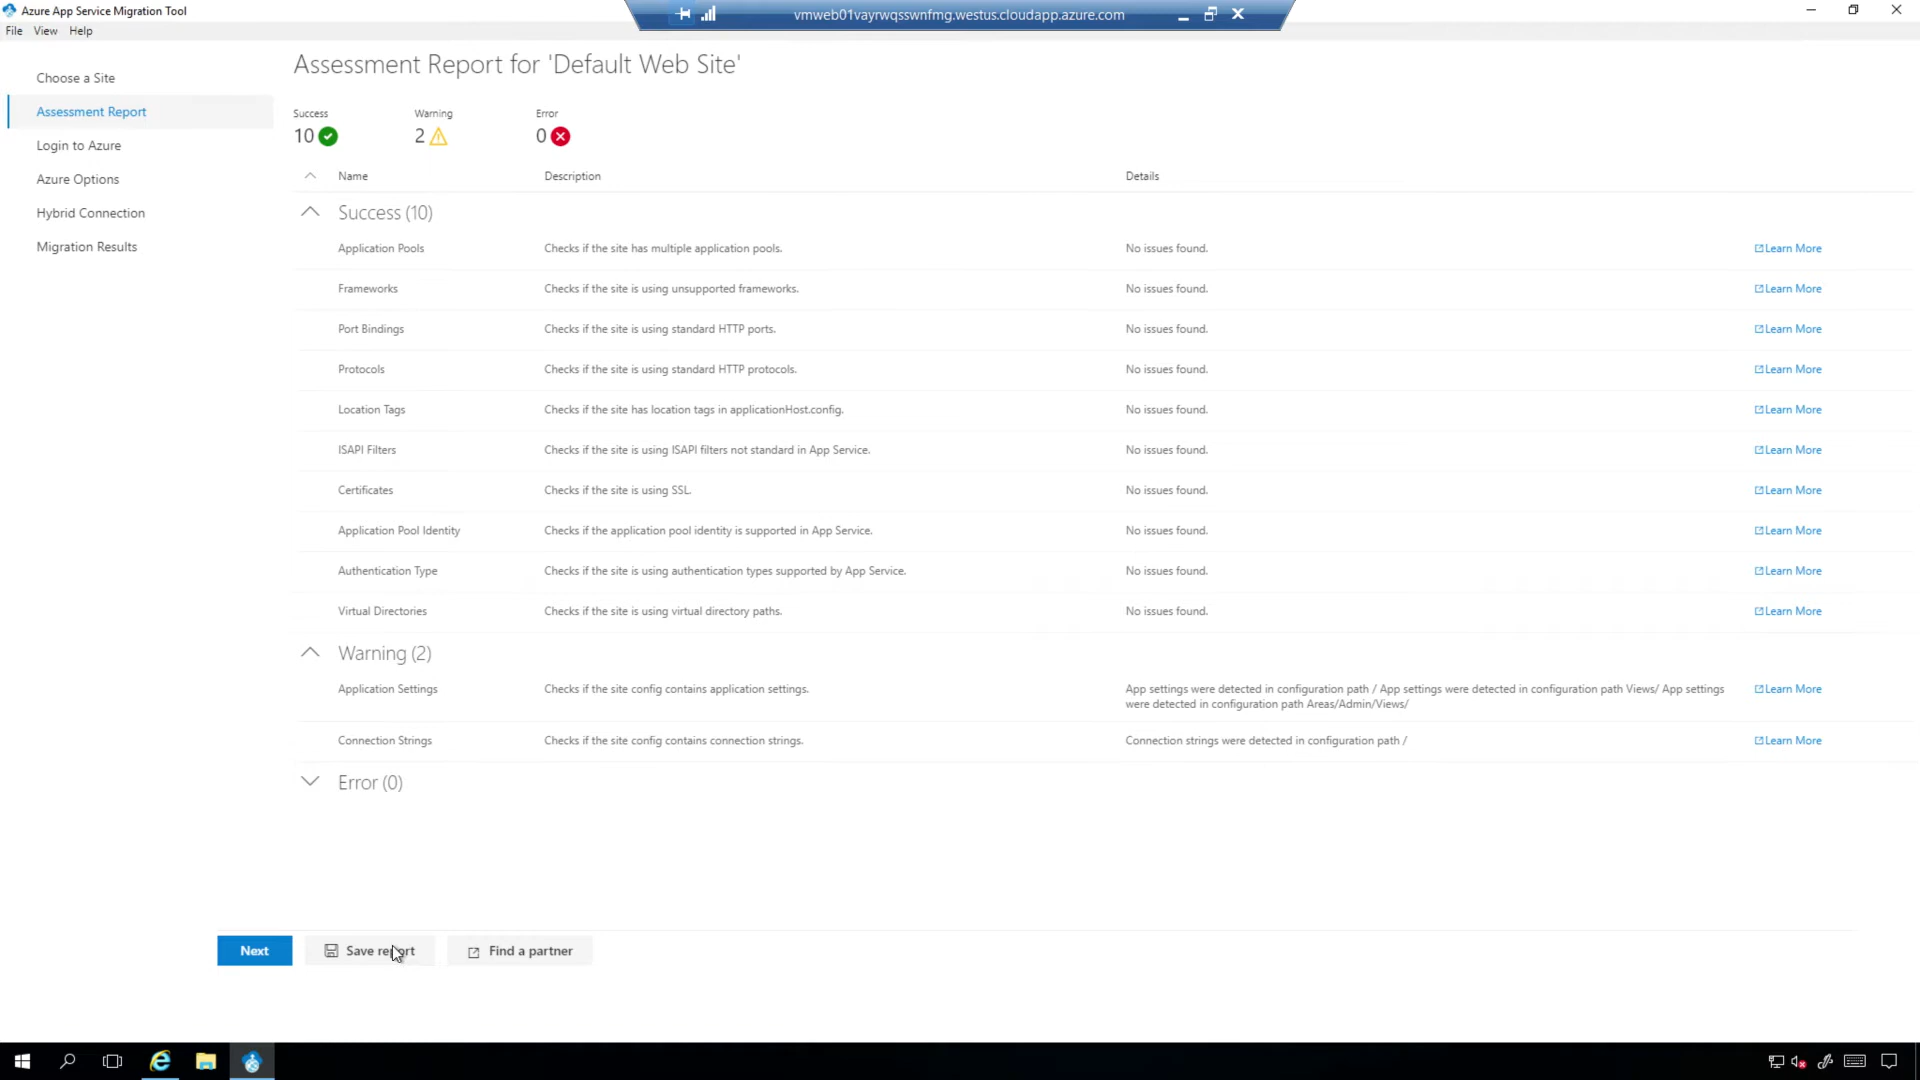 Azure App Service Migration Tool
vmweb01vayrwqsswnfmg.westus.cloudapp.azure.com
File View Help
Choose a Site
Assessment Report
Login to Azure
Azure Options
Hybrid Connection
Migration Results
Assessment Report for 'Default Web Site'
Success Warning Error
10 2 0
Name Description Details
Success (10)
Application Pools Checks if the site has multiple application pools. No issues found. Learn More
Frameworks Checks if the site is using unsupported frameworks. No issues found. Learn More
Port Bindings Checks if the site is using standard HTTP ports. No issues found. Learn More
Protocols Checks if the site is using standard HTTP protocols. No issues found. Learn More
Location Tags Checks if the site has location tags in applicationHost.config. No issues found. Learn More
ISAPI Filters Checks if the site is using ISAPI filters not standard in App Service. No issues found. Learn More
Certificates Checks if the site is using SSL. No issues found. Learn More
Application Pool Identity Checks if the application pool identity is supported in App Service. No issues found. Learn More
Authentication Type Checks if the site is using authentication types supported by App Service. No issues found. Learn More
Virtual Directories Checks if the site is using virtual directory paths. No issues found. Learn More
Warning (2)
Application Settings Checks if the site config contains application settings. App settings were detected in configuration path / App settings were detected in configuration path Views/ App settings Learn More
were detected in configuration path Areas/Admin/Views/
Connection Strings Checks if the site config contains connection strings. Connection strings were detected in configuration path / Learn More
Error (0)
Next Save report Find a partner